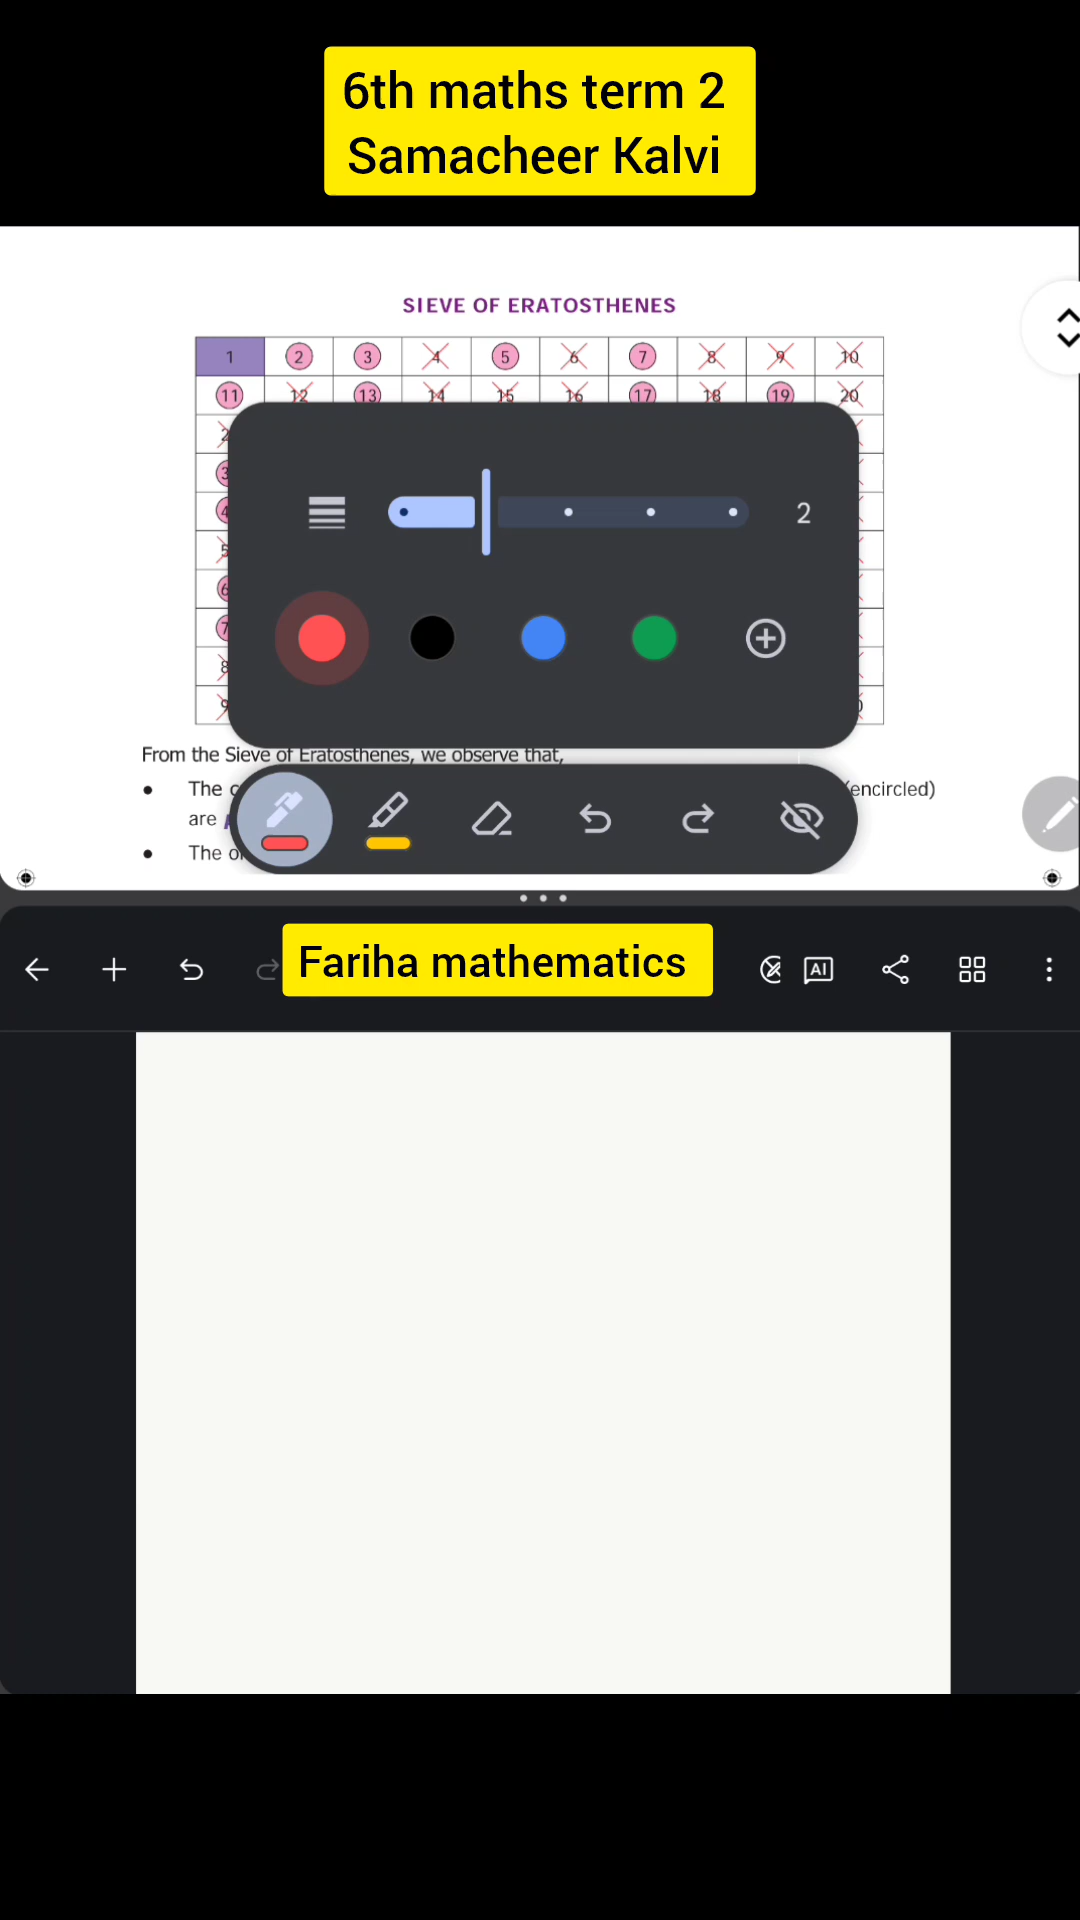 6th maths term 2
Samacheer Kalvi
SIEVE OF ERATOSTHENES
1 2 3 4 5 6 7 8 9 10
11 12 13 14 15 16 17 18 19 20
2
From the Sieve of Eratosthenes, we observe that,
• The (encircled)
are
• The
Fariha mathematics
AI